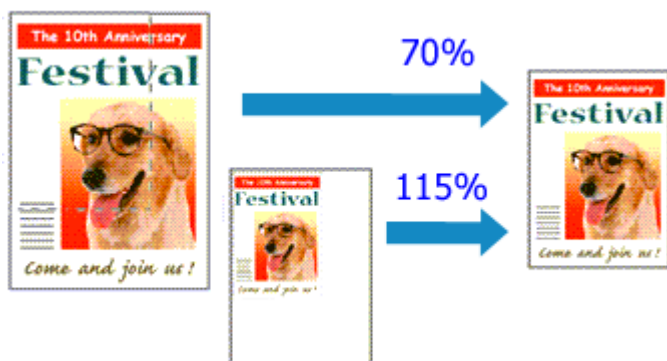 The 10th Anniversary
Festival
Come and join us !
70%
The 10th Anniversary
Festival
Come and join us !
115%
The 10th Anniversary
Festival
Come and join us !